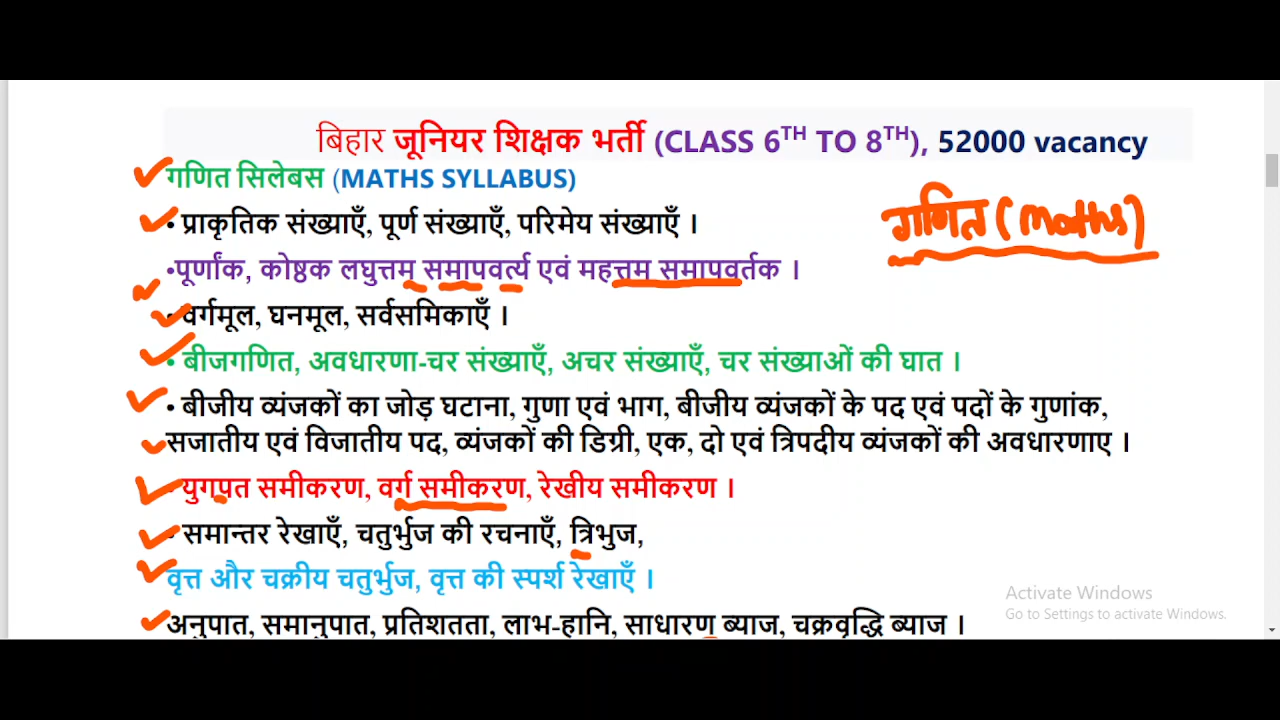 बिहार जूनियर शिक्षक भर्ती (CLASS 6TH TO 8TH), 52000 vacancy
गणित सिलेबस (MATHS SYLLABUS)
गणित (Maths)
• प्राकृतिक संख्याएँ, पूर्ण संख्याएँ, परिमेय संख्याएँ ।
•पूर्णांक, कोष्ठक लघुत्तम समापवर्त्य एवं महत्तम समापवर्तक ।
• वर्गमूल, घनमूल, सर्वसमिकाएँ ।
• बीजगणित, अवधारणा-चर संख्याएँ, अचर संख्याएँ, चर संख्याओं की घात ।
• बीजीय व्यंजकों का जोड़ घटाना, गुणा एवं भाग, बीजीय व्यंजकों के पद एवं पदों के गुणांक,
सजातीय एवं विजातीय पद, व्यंजकों की डिग्री, एक, दो एवं त्रिपदीय व्यंजकों की अवधारणाए ।
• युगपत समीकरण, वर्ग समीकरण, रेखीय समीकरण ।
• समान्तर रेखाएँ, चतुर्भुज की रचनाएँ, त्रिभुज,
वृत्त और चक्रीय चतुर्भुज, वृत्त की स्पर्श रेखाएँ ।
अनुपात, समानुपात, प्रतिशतता, लाभ-हानि, साधारण ब्याज, चक्रवृद्धि ब्याज ।
Activate Windows
Go to Settings to activate Windows.